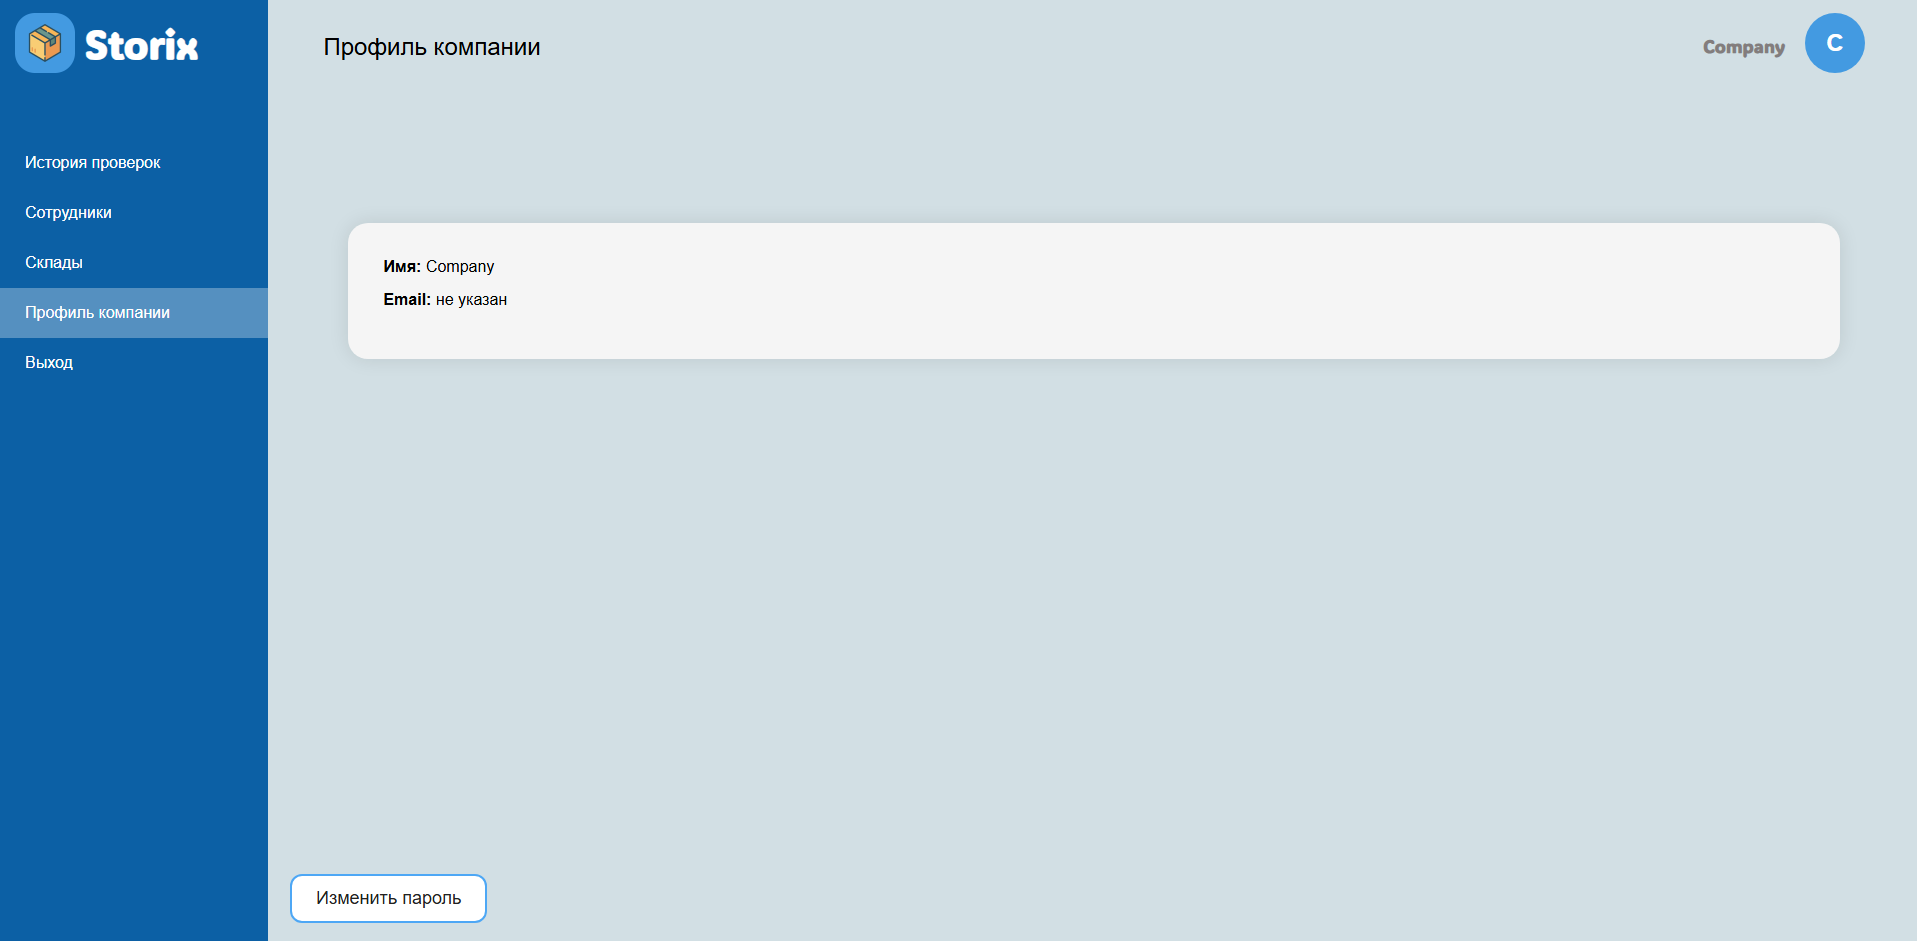 Storix
Профиль компании
Company
C
История проверок
Сотрудники
Склады
Профиль компании
Выход
Имя: Company
Email: не указан
Изменить пароль